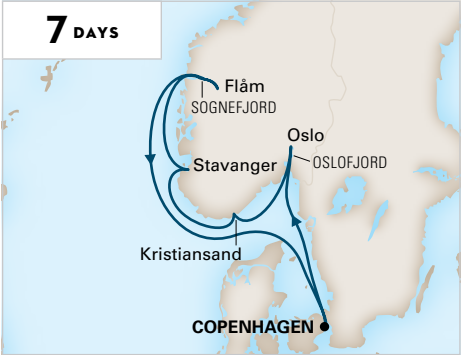 7 DAYS
Flåm
SOGNEFJORD
Oslo
OSLOFJORD
Stavanger
Kristiansand
COPENHAGEN